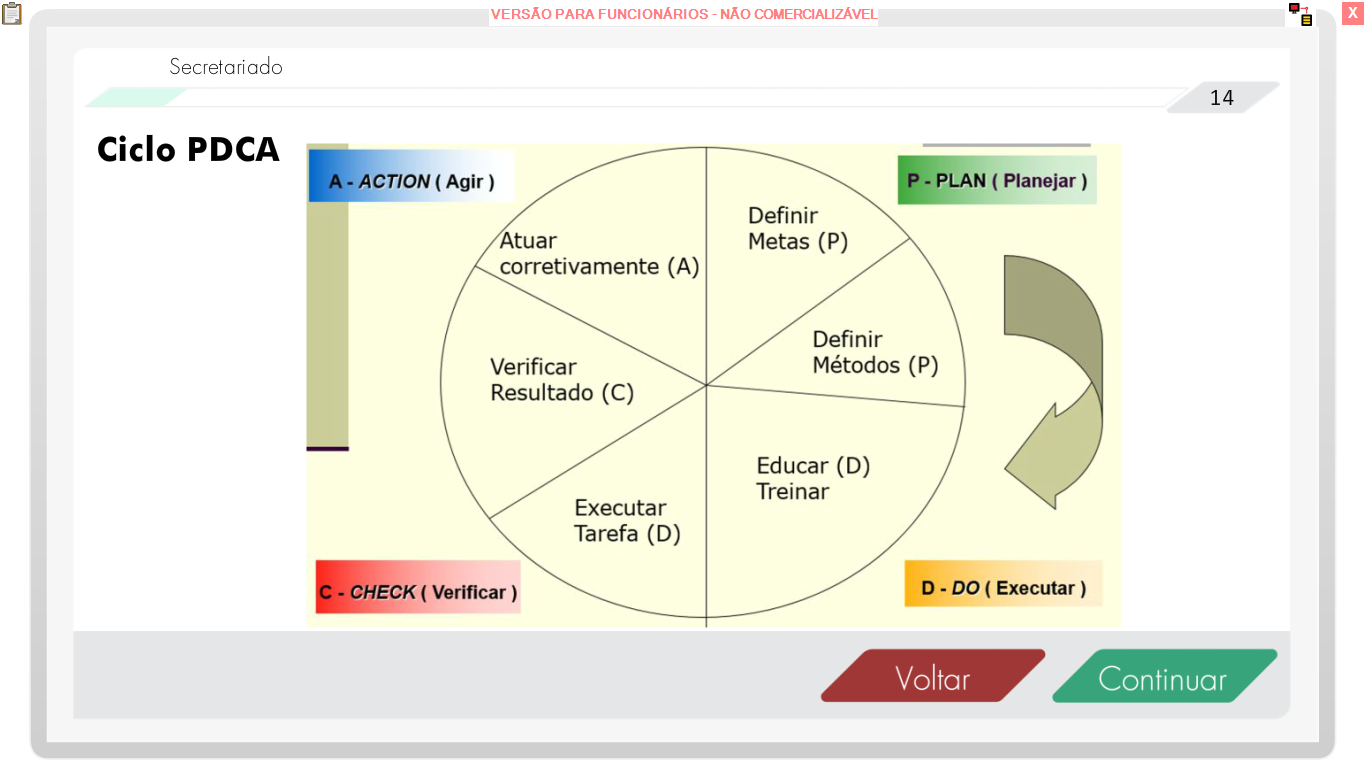 VERSÃO PARA FUNCIONÁRIOS - NÃO COMERCIALIZÁVEL
X
Secretariado
14
Ciclo PDCA
A - ACTION ( Agir )
P - PLAN ( Planejar )
Definir
Metas (P)
Atuar
corretivamente (A)
Definir
Métodos (P)
Verificar
Resultado (C)
Educar (D)
Treinar
Executar
Tarefa (D)
C - CHECK ( Verificar )
D - DO ( Executar )
Voltar
Continuar